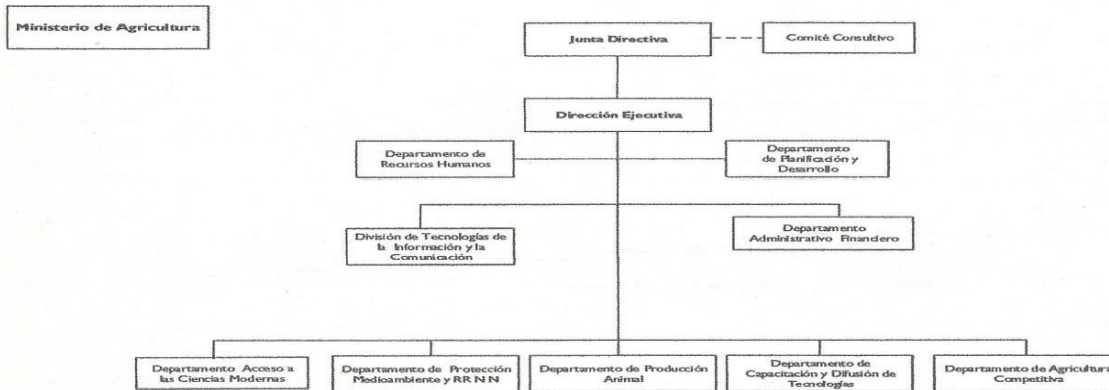 Ministerio de Agricultura
Junta Directiva
Comité Consultivo
Dirección Ejecutiva
Departamento de
Recursos Humanos
Departamento
de Planificación y
Desarrollo
División de Tecnologías de
la Información y la
Comunicación
Departamento
Administrativo Financiero
Departamento Acceso a
las Ciencias Modernas
Departamento de Protección
Medioambiente y RR N N
Departamento de Producción
Animal
Departamento de
Capacitación y Difusión de
Tecnologías
Departamento de Agricultura
Competitiva